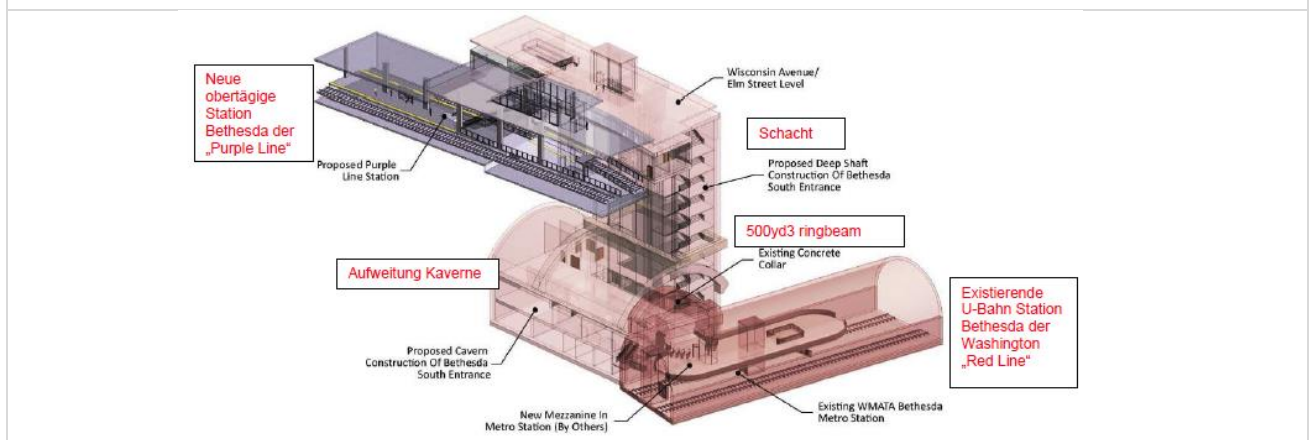 Neue
obertägige
Station
Bethesda der
„Purple Line“
Proposed Purple
Line Station
Wisconsin Avenue/
Elm Street Level
Schacht
Proposed Deep Shaft
Construction Of Bethesda
South Entrance
500yd3 ringbeam
Existing Concrete
Collar
Aufweitung Kaverne
Existierende
U-Bahn Station
Bethesda der
Washington
„Red Line“
Proposed Cavern
Construction Of Bethesda
South Entrance
New Mezzanine In
Metro Station (By Others)
Existing WMATA Bethesda
Metro Station